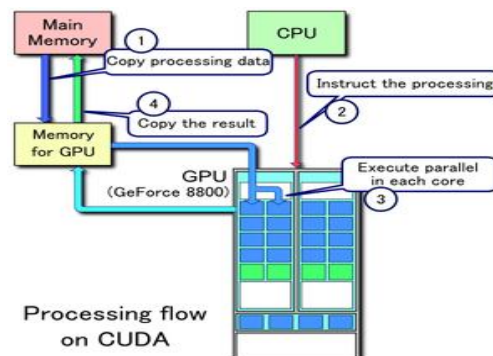 Main
Memory
1
Copy processing data
CPU
Instruct the processing
2
4
Copy the result
Memory
for GPU
GPU
(GeForce 8800)
Execute parallel
in each core
3
Processing flow
on CUDA